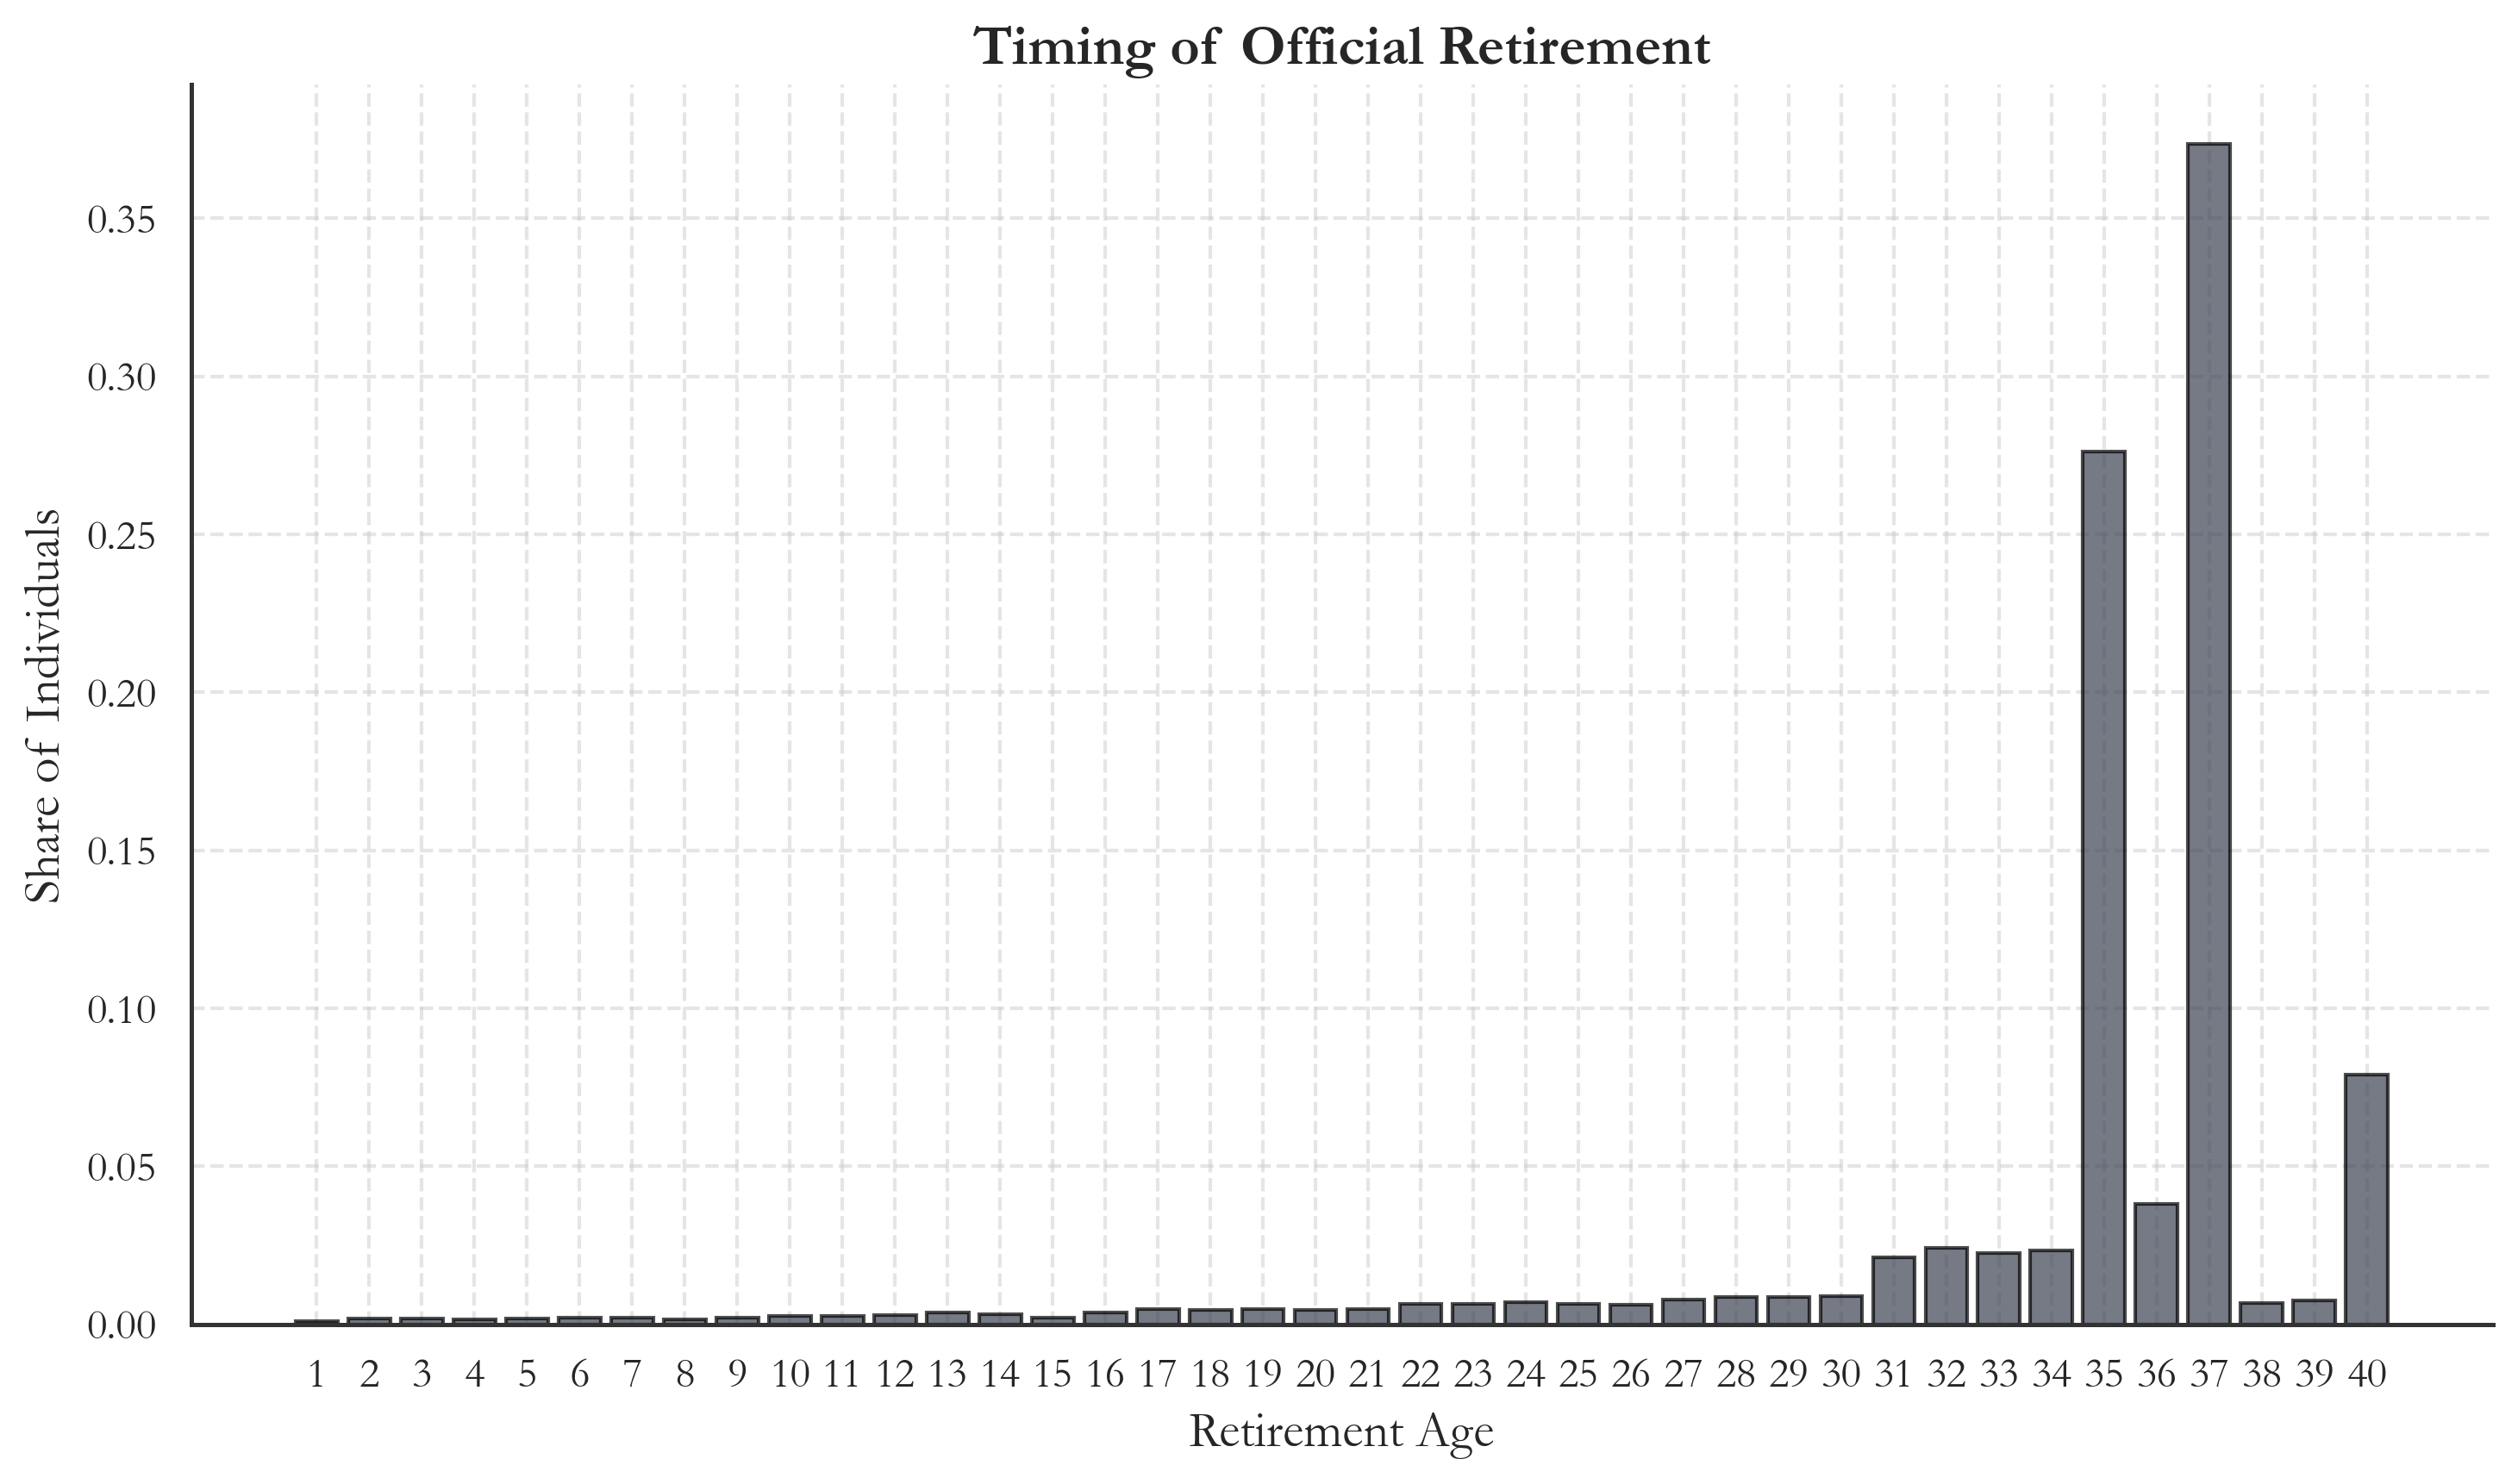 Timing of Official Retirement
Share of Individuals
0.35
0.30
0.25
0.20
0.15
0.10
0.05
0.00
1 2 3 4 5 6 7 8 9 10 11 12 13 14 15 16 17 18 19 20 21 22 23 24 25 26 27 28 29 30 31 32 33 34 35 36 37 38 39 40
Retirement Age